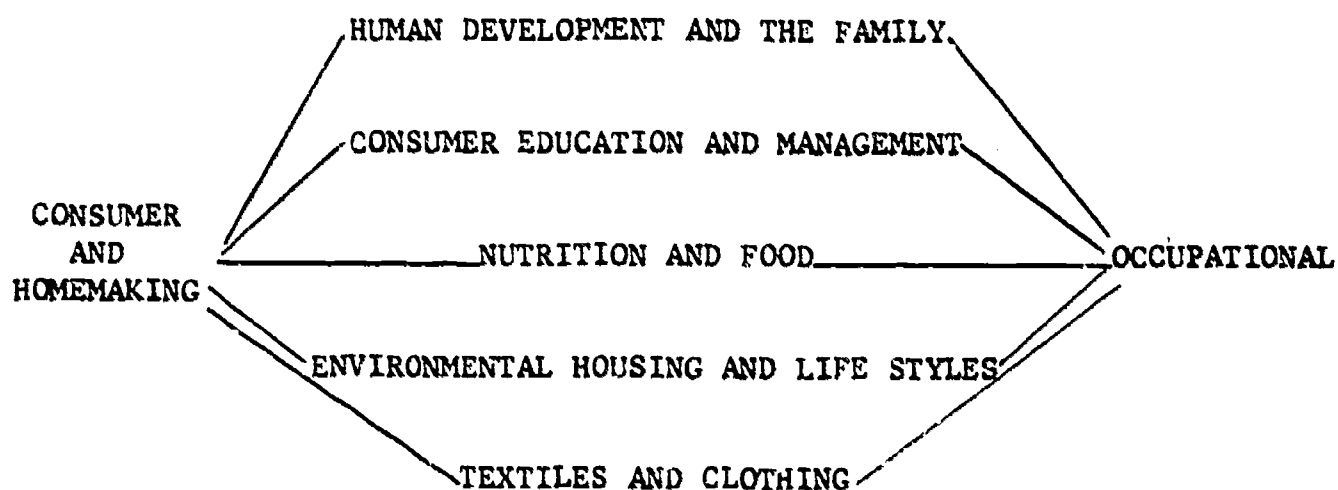 HUMAN DEVELOPMENT AND THE FAMILY
CONSUMER EDUCATION AND MANAGEMENT
CONSUMER
AND
HOMEMAKING
NUTRITION AND FOOD
OCCUPATIONAL
ENVIRONMENTAL HOUSING AND LIFE STYLES
TEXTILES AND CLOTHING